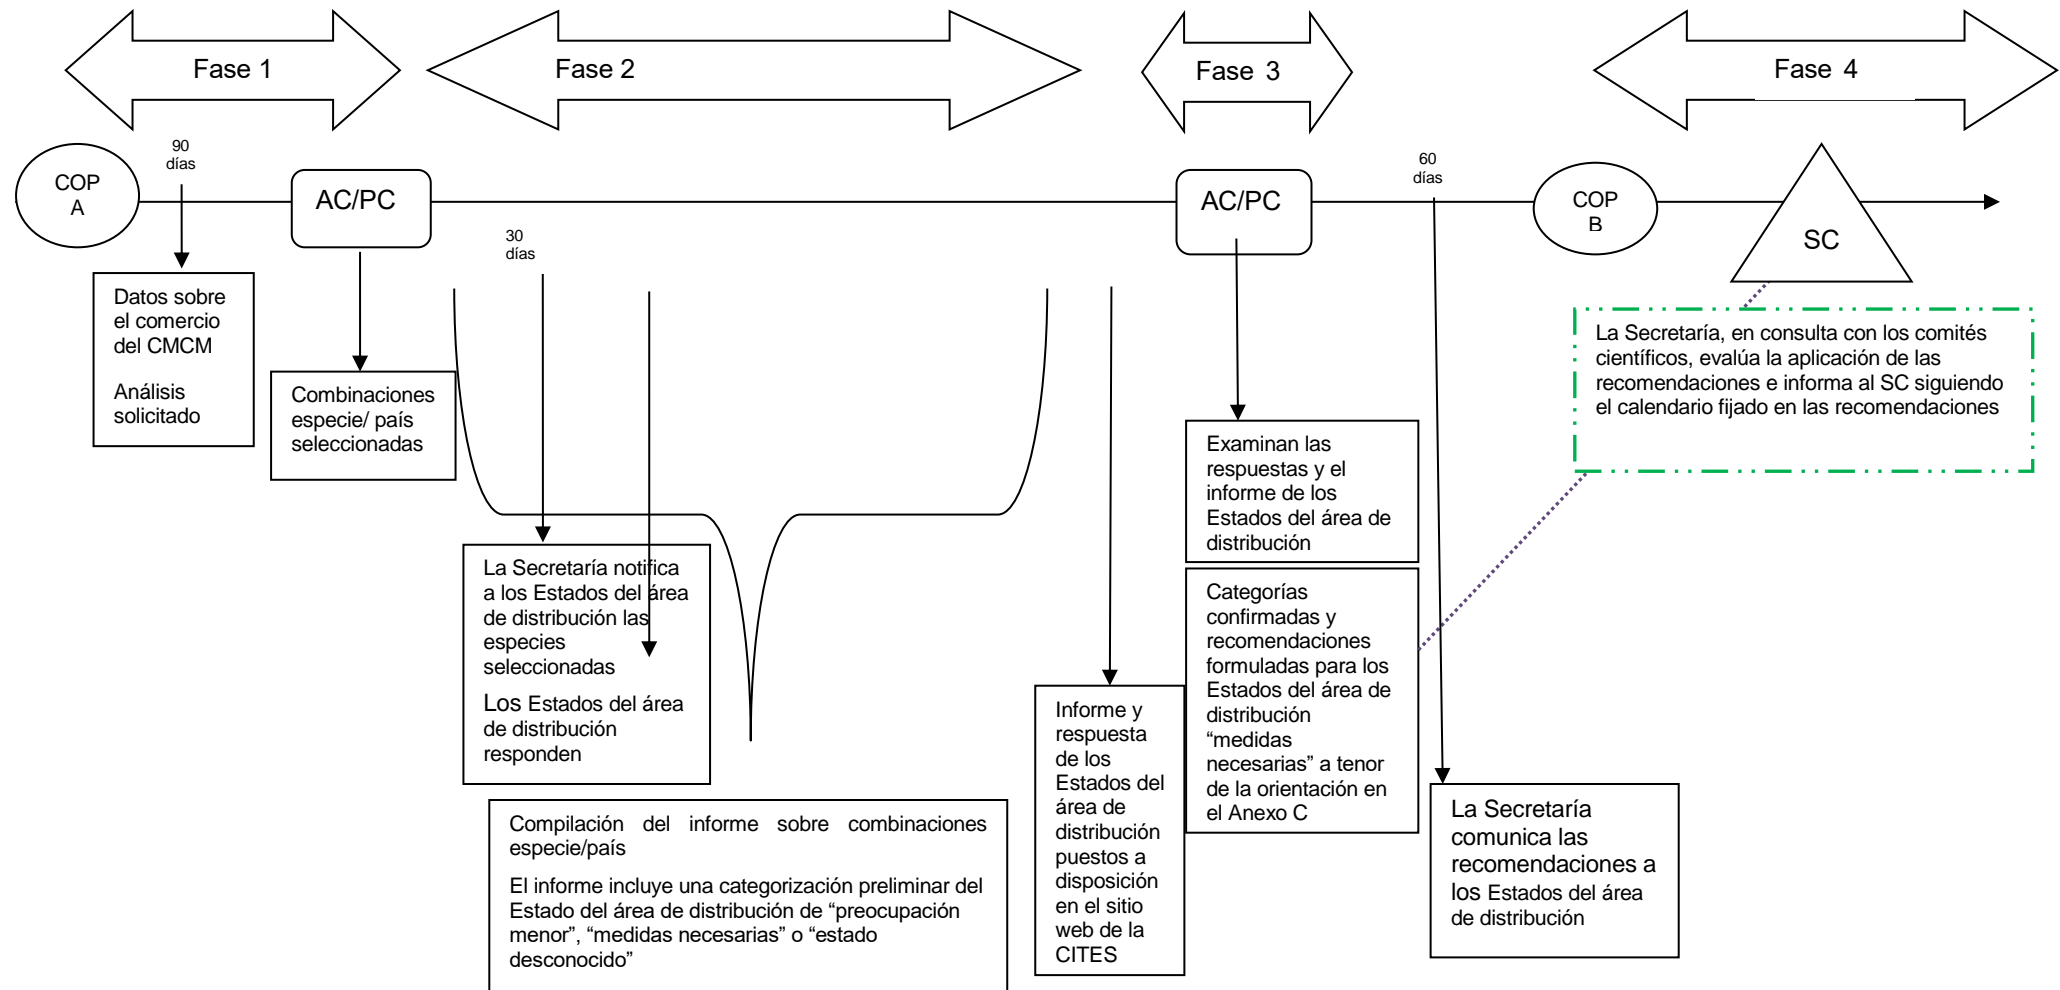 Fase 1
Fase 2
Fase 3
Fase 4
COP
A
90
días
AC/PC
30
días
AC/PC
60
días
COP
B
SC
Datos sobre
el comercio
del CMCM
Análisis
solicitado
Combinaciones
especie/ país
seleccionadas
La Secretaría notifica
a los Estados del área
de distribución las
especies
seleccionadas
Los Estados del área
de distribución
responden
Compilación del informe sobre combinaciones
especie/país
El informe incluye una categorización preliminar del
Estado del área de distribución de “preocupación
menor”, “medidas necesarias” o “estado
desconocido”
Informe y
respuesta
de los
Estados del
área de
distribución
puestos a
disposición
en el sitio
web de la
CITES
Examinan las
respuestas y el
informe de los
Estados del área de
distribución
Categorías
confirmadas y
recomendaciones
formuladas para los
Estados del área de
distribución
“medidas
necesarias” a tenor
de la orientación en
el Anexo C
La Secretaría
comunica las
recomendaciones a
los Estados del área
de distribución
La Secretaría, en consulta con los comités
científicos, evalúa la aplicación de las
recomendaciones e informa al SC siguiendo
el calendario fijado en las recomendaciones